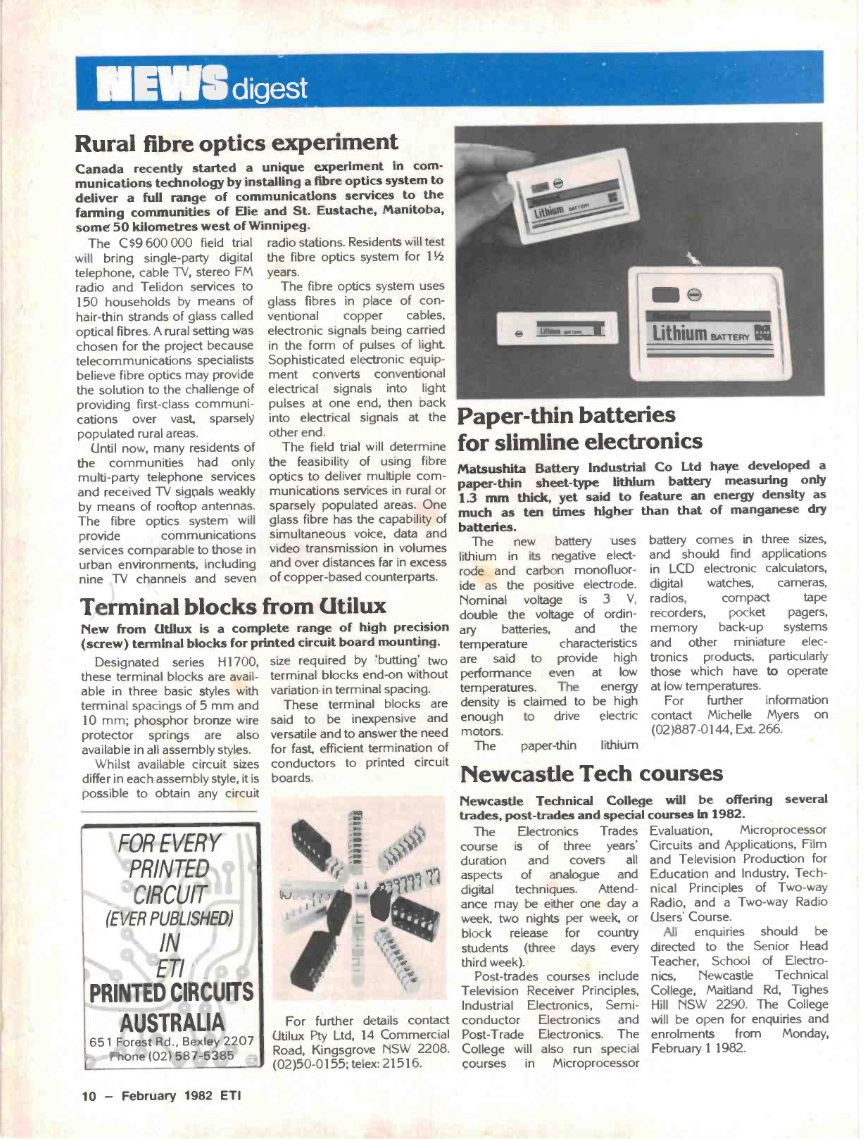 NEWS digest
Rural fibre optics experiment
Canada recently started a unique experiment in com-
munications technology by installing a fibre optics system to
deliver a full range of communications services to the
farming communities of Elie and St. Eustache, Manitoba,
some 50 kilometres west of Winnipeg.
The C$9 600 000 field trial
will bring single-party digital
telephone, cable TV, stereo FM
radio and Telidon services to
150 households by means of
hair-thin strands of glass called
optical fibres. A rural setting was
chosen for the project because
telecommunications specialists
believe fibre optics may provide
the solution to the challenge of
providing first-class communi-
cations over vast, sparsely
populated rural areas.
Until now, many residents of
the communities had only
multi-party telephone services
and received TV signals weakly
by means of rooftop antennas.
The fibre optics system will
provide communications
services comparable to those in
urban environments, including
nine TV channels and seven
radio stations. Residents will test
the fibre optics system for 1½
years.
The fibre optics system uses
glass fibres in place of con-
ventional copper cables,
electronic signals being carried
in the form of pulses of light.
Sophisticated electronic equip-
ment converts conventional
electrical signals into light
pulses at one end, then back
into electrical signals at the
other end.
The field trial will determine
the feasibility of using fibre
optics to deliver multiple com-
munications services in rural or
sparsely populated areas. One
glass fibre has the capability of
simultaneous voice, data and
video transmission in volumes
and over distances far in excess
of copper-based counterparts.
Terminal blocks from Utilux
New from Utilux is a complete range of high precision
(screw) terminal blocks for printed circuit board mounting.
Designated series H1700,
these terminal blocks are avail-
able in three basic styles with
terminal spacings of 5 mm and
10 mm; phosphor bronze wire
protector springs are also
available in all assembly styles.
Whilst available circuit sizes
differ in each assembly style, it is
possible to obtain any circuit
size required by 'butting' two
terminal blocks end-on without
variation in terminal spacing.
These terminal blocks are
said to be inexpensive and
versatile and to answer the need
for fast, efficient termination of
conductors to printed circuit
boards.
For further details contact
Utilux Pty Ltd, 14 Commercial
Road, Kingsgrove NSW 2208.
(02)50-0155; telex: 21516.
FOR EVERY
PRINTED
CIRCUIT
(EVER PUBLISHED)
IN
ETI
PRINTED CIRCUITS
AUSTRALIA
651 Forest Rd., Bexley 2207
Phone (02) 587-5385
Lithium BATTERY
Lithium BATTERY
National
Lithium BATTERY
Paper-thin batteries
for slimline electronics
Matsushita Battery Industrial Co Ltd have developed a
paper-thin sheet-type lithium battery measuring only
1.3 mm thick, yet said to feature an energy density as
much as ten times higher than that of manganese dry
batteries.
The new battery uses
lithium in its negative elect-
rode and carbon monofluor-
ide as the positive electrode.
Nominal voltage is 3 V,
double the voltage of ordin-
ary batteries, and the
temperature characteristics
are said to provide high
performance even at low
temperatures. The energy
density is claimed to be high
enough to drive electric
motors.
The paper-thin lithium
battery comes in three sizes,
and should find applications
in LCD electronic calculators,
digital watches, cameras,
radios, compact tape
recorders, pocket pagers,
memory back-up systems
and other miniature elec-
tronics products, particularly
those which have to operate
at low temperatures.
For further information
contact Michelle Myers on
(02)887-0144, Ext. 266.
Newcastle Tech courses
Newcastle Technical College will be offering several
trades, post-trades and special courses in 1982.
The Electronics Trades
course is of three years'
duration and covers all
aspects of analogue and
digital techniques. Attend-
ance may be either one day a
week, two nights per week, or
block release for country
students (three days every
third week).
Post-trades courses include
Television Receiver Principles,
Industrial Electronics, Semi-
conductor Electronics and
Post-Trade Electronics. The
College will also run special
courses in Microprocessor
Evaluation, Microprocessor
Circuits and Applications, Film
and Television Production for
Education and Industry, Tech-
nical Principles of Two-way
Radio, and a Two-way Radio
Users' Course.
All enquiries should be
directed to the Senior Head
Teacher, School of Electro-
nics, Newcastle Technical
College, Maitland Rd, Tighes
Hill NSW 2290. The College
will be open for enquiries and
enrolments from Monday,
February 1 1982.
10 — February 1982 ETI